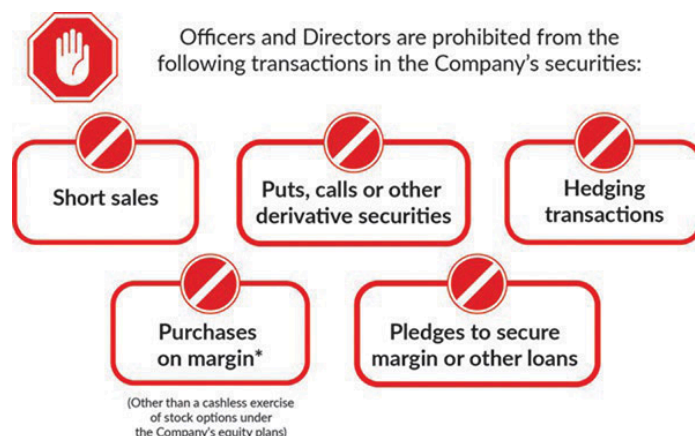 Officers and Directors are prohibited from the
following transactions in the Company's securities:
Short sales
Puts, calls or other
derivative securities
Hedging
transactions
Purchases
on margin*
(Other than a cashless exercise
of stock options under
the Company's equity plans)
Pledges to secure
margin or other loans